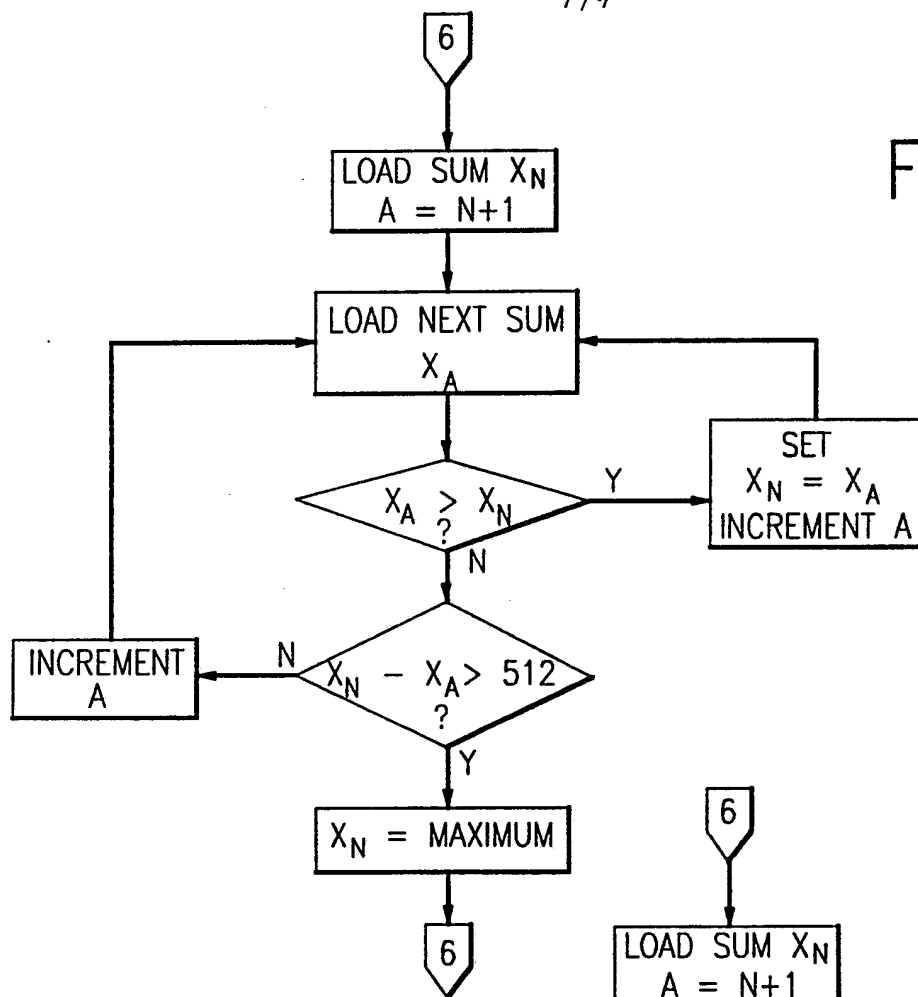 6
F
LOAD SUM X_N
A = N+1
LOAD NEXT SUM
X_A
X_A > X_N
?
Y
N
SET
X_N = X_A
INCREMENT A
INCREMENT
A
N
X_N - X_A > 512
?
Y
X_N = MAXIMUM
6
6
LOAD SUM X_N
A = N+1